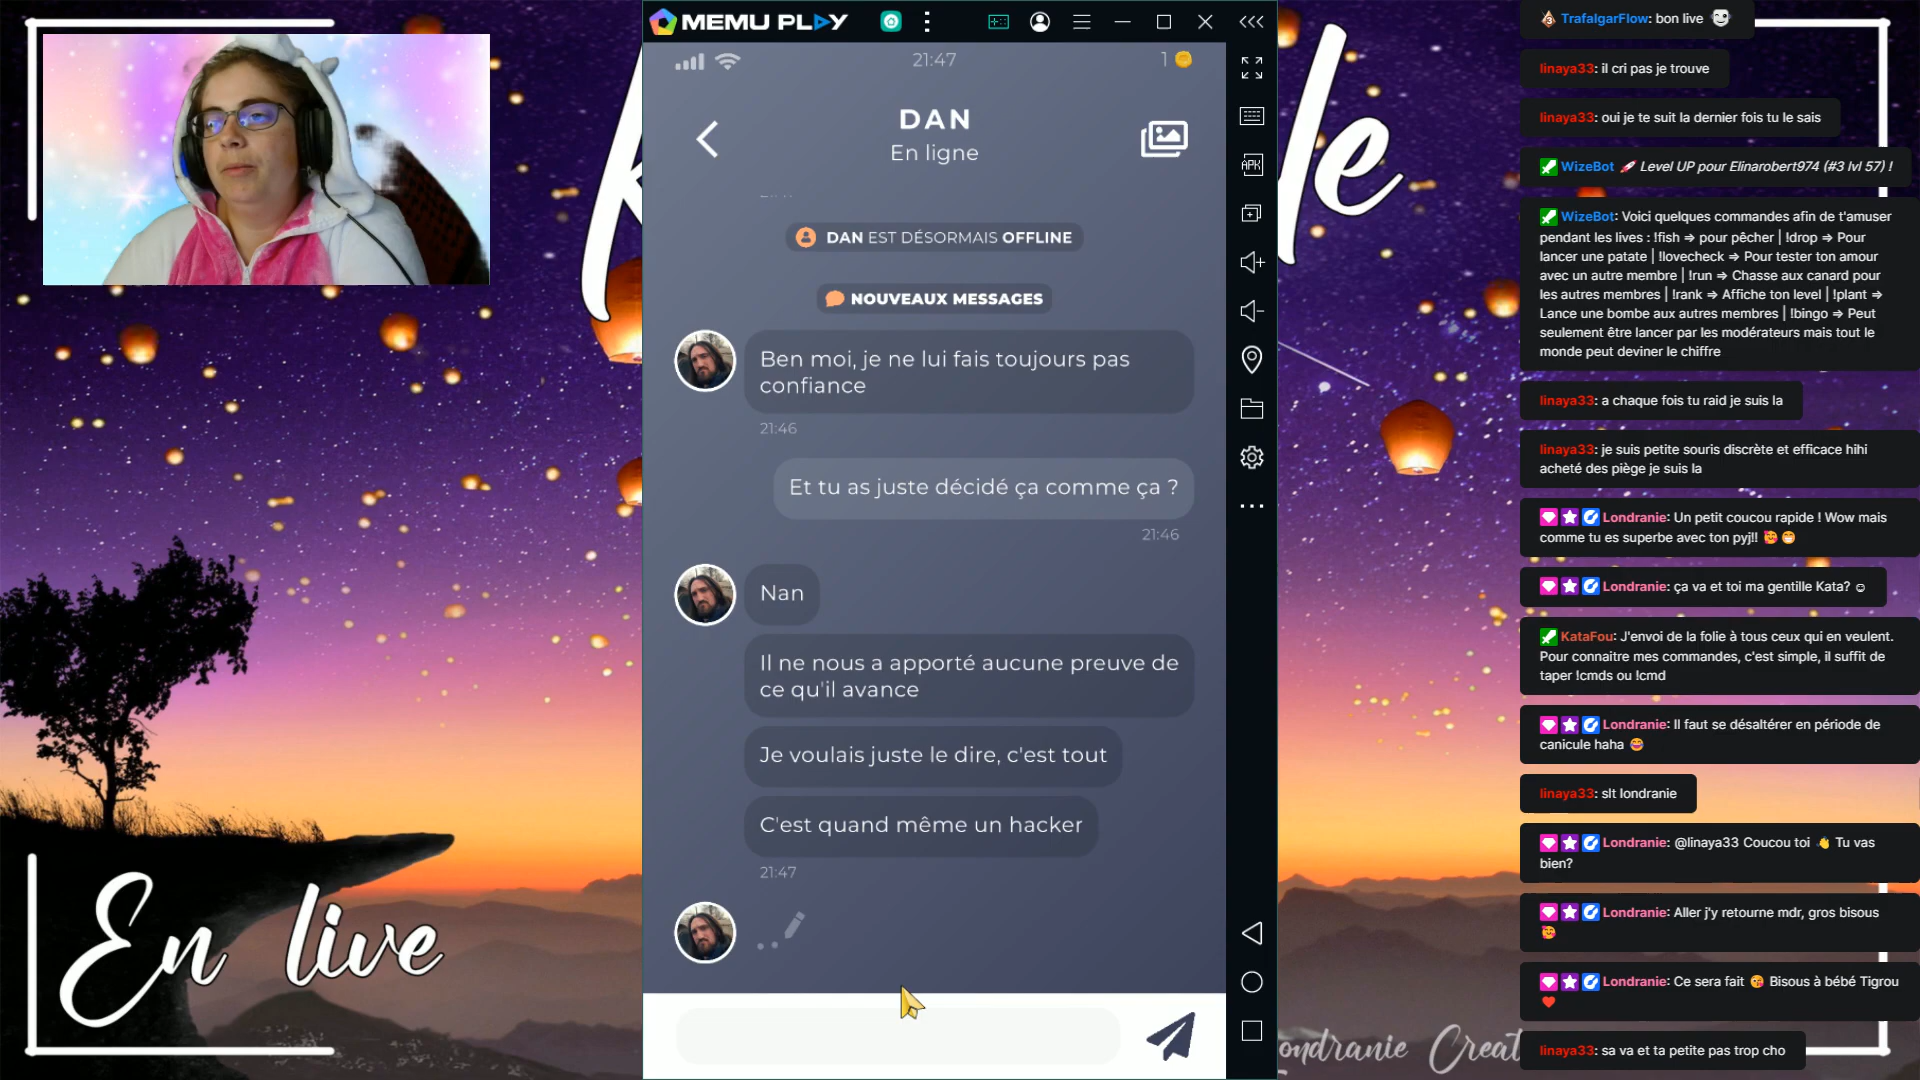 MEMU PLAY
21:47
1
DAN
En ligne
DAN EST DÉSORMAIS OFFLINE
NOUVEAUX MESSAGES
Ben moi, je ne lui fais toujours pas
confiance
21:46
Et tu as juste décidé ça comme ça ?
21:46
Nan
Il ne nous a apporté aucune preuve de
ce qu'il avance
Je voulais juste le dire, c'est tout
C'est quand même un hacker
21:47
APK
En live
TrafalgarFlow: bon live
linaya33: il cri pas je trouve
linaya33: oui je te suit la dernier fois tu le sais
WizeBot 🚀 Level UP pour Elinarobert974 (#3 lvl 57) !
WizeBot: Voici quelques commandes afin de t'amuser
pendant les lives : !fish => pour pêcher | !drop => Pour
lancer une patate | !lovecheck => Pour tester ton amour
avec un autre membre | !run => Chasse aux canard pour
les autres membres | !rank => Affiche ton level | !plant =>
Lance une bombe aux autres membres | !bingo => Peut
seulement être lancer par les modérateurs mais tout le
monde peut deviner le chiffre
linaya33: a chaque fois tu raid je suis la
linaya33: je suis petite souris discrète et efficace hihi
acheté des piège je suis la
Londranie: Un petit coucou rapide ! Wow mais
comme tu es superbe avec ton pyj!! 🥰😁
Londranie: ça va et toi ma gentille Kata? ☺
KataFou: J'envoi de la folie à tous ceux qui en veulent.
Pour connaitre mes commandes, c'est simple, il suffit de
taper !cmds ou !cmd
Londranie: Il faut se désaltérer en période de
canicule haha 😂
linaya33: slt londranie
Londranie: @linaya33 Coucou toi 👋 Tu vas
bien?
Londranie: Aller j'y retourne mdr, gros bisous
🥰
Londranie: Ce sera fait 😘 Bisous à bébé Tigrou
♥
linaya33: sa va et ta petite pas trop cho